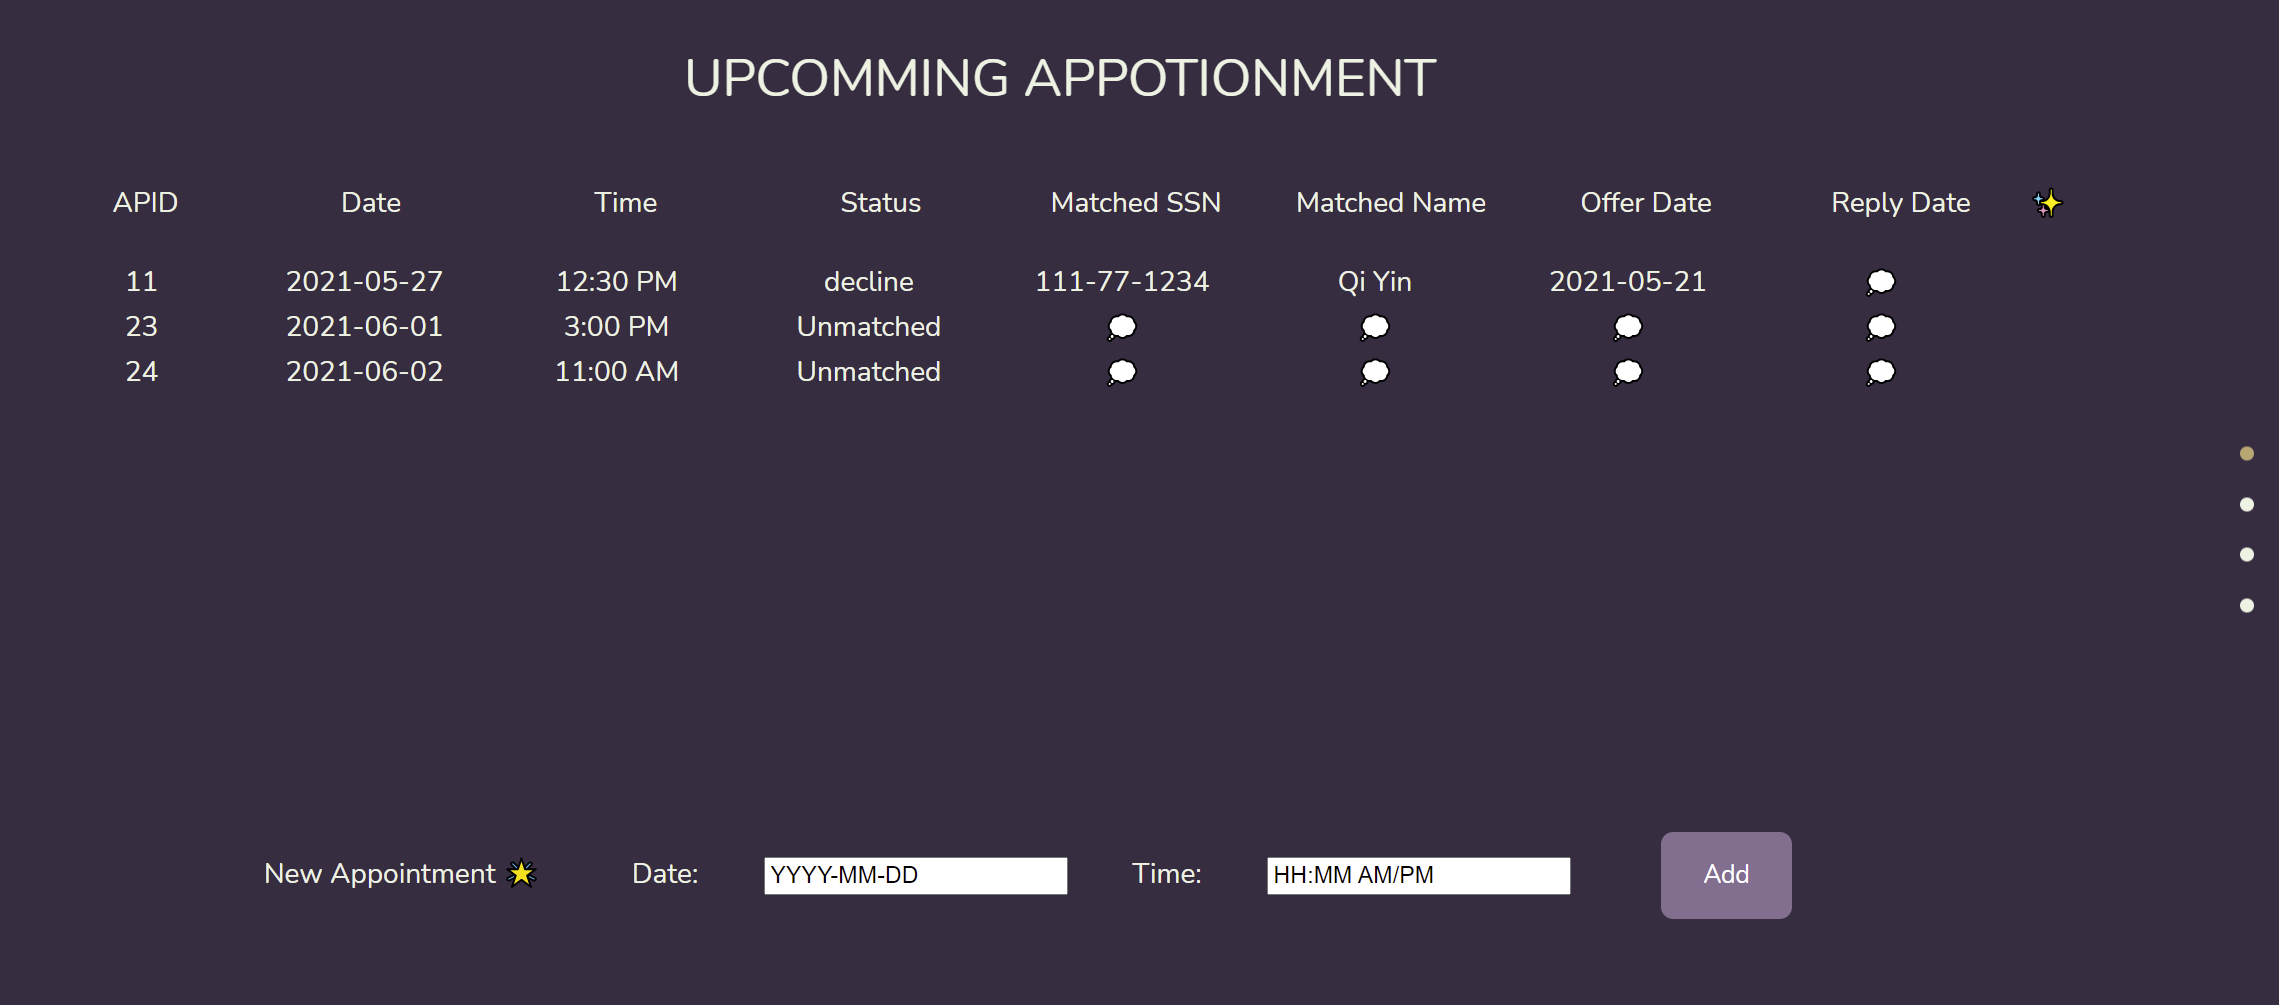 UPCOMMING APPOTIONMENT
APID Date Time Status Matched SSN Matched Name Offer Date Reply Date
11 2021-05-27 12:30 PM decline 111-77-1234 Qi Yin 2021-05-21
23 2021-06-01 3:00 PM Unmatched
24 2021-06-02 11:00 AM Unmatched
New Appointment Date: YYYY-MM-DD Time: HH:MM AM/PM Add